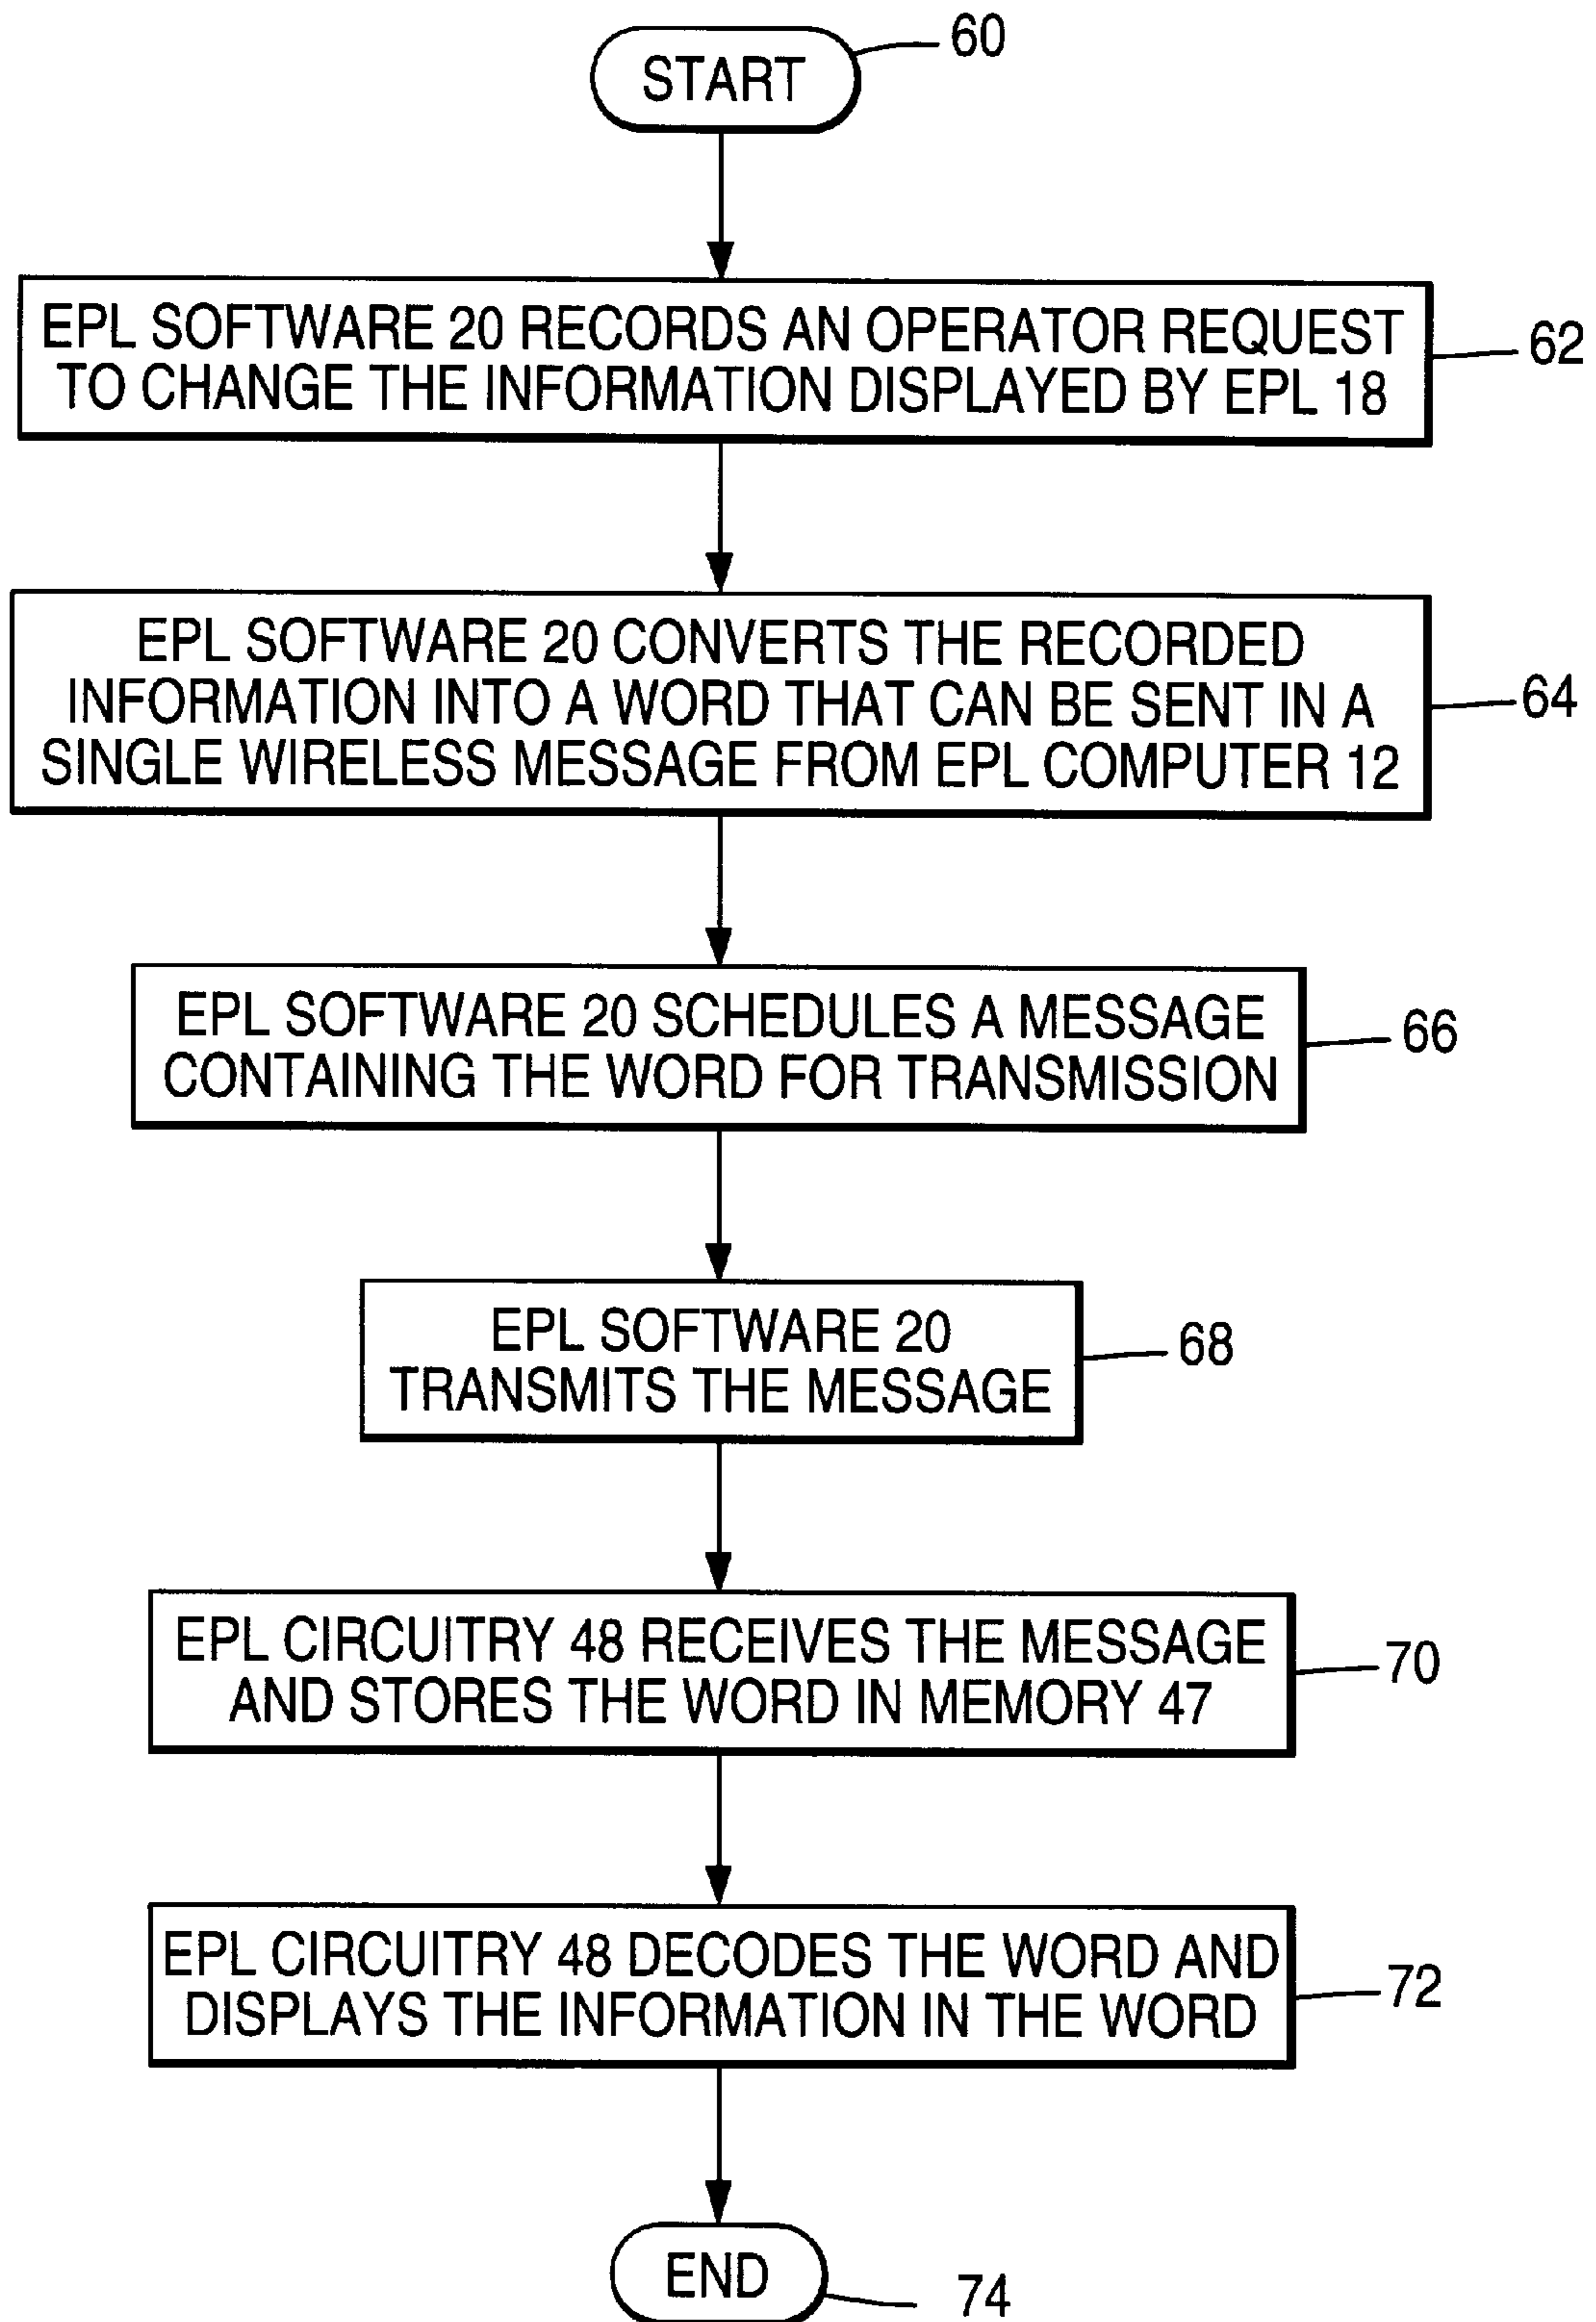 START
60
EPL SOFTWARE 20 RECORDS AN OPERATOR REQUEST
TO CHANGE THE INFORMATION DISPLAYED BY EPL 18
62
EPL SOFTWARE 20 CONVERTS THE RECORDED
INFORMATION INTO A WORD THAT CAN BE SENT IN A
SINGLE WIRELESS MESSAGE FROM EPL COMPUTER 12
64
EPL SOFTWARE 20 SCHEDULES A MESSAGE
CONTAINING THE WORD FOR TRANSMISSION
66
EPL SOFTWARE 20
TRANSMITS THE MESSAGE
68
EPL CIRCUITRY 48 RECEIVES THE MESSAGE
AND STORES THE WORD IN MEMORY 47
70
EPL CIRCUITRY 48 DECODES THE WORD AND
DISPLAYS THE INFORMATION IN THE WORD
72
END
74